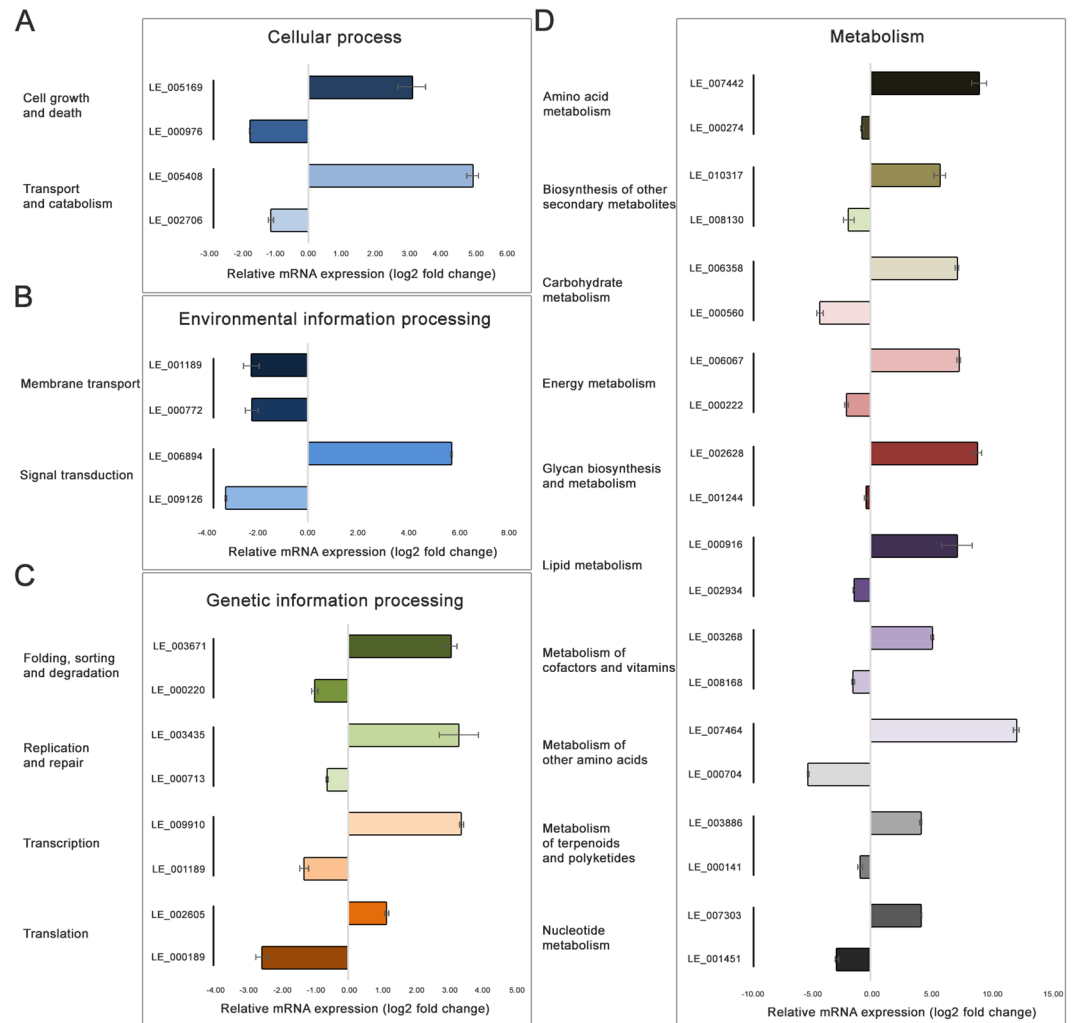 A
Cellular process
Cell growth
and death
LE_005169
LE_000976
Transport
and catabolism
LE_005408
LE_002706
-3.00 -2.00 -1.00 0.00 1.00 2.00 3.00 4.00 5.00 6.00
Relative mRNA expression (log2 fold change)
B
Environmental information processing
Membrane transport
LE_001189
LE_000772
Signal transduction
LE_006894
LE_009126
-4.00 -2.00 0.00 2.00 4.00 6.00 8.00
Relative mRNA expression (log2 fold change)
C
Genetic information processing
Folding, sorting
and degradation
LE_003671
LE_000220
Replication
and repair
LE_003435
LE_000713
Transcription
LE_009910
LE_001189
Translation
LE_002605
LE_000189
-4.00 -3.00 -2.00 -1.00 0.00 1.00 2.00 3.00 4.00 5.00
Relative mRNA expression (log2 fold change)
D
Metabolism
Amino acid
metabolism
LE_007442
LE_000274
Biosynthesis of other
secondary metabolites
LE_010317
LE_008130
Carbohydrate
metabolism
LE_006358
LE_000560
Energy metabolism
LE_006067
LE_000222
Glycan biosynthesis
and metabolism
LE_002628
LE_001244
Lipid metabolism
LE_000916
LE_002934
Metabolism of
cofactors and vitamins
LE_003268
LE_008168
Metabolism of
other amino acids
LE_007464
LE_000704
Metabolism
of terpenoids
and polyketides
LE_003886
LE_000141
Nucleotide
metabolism
LE_007303
LE_001451
-10.00 -5.00 0.00 5.00 10.00 15.00
Relative mRNA expression (log2 fold change)